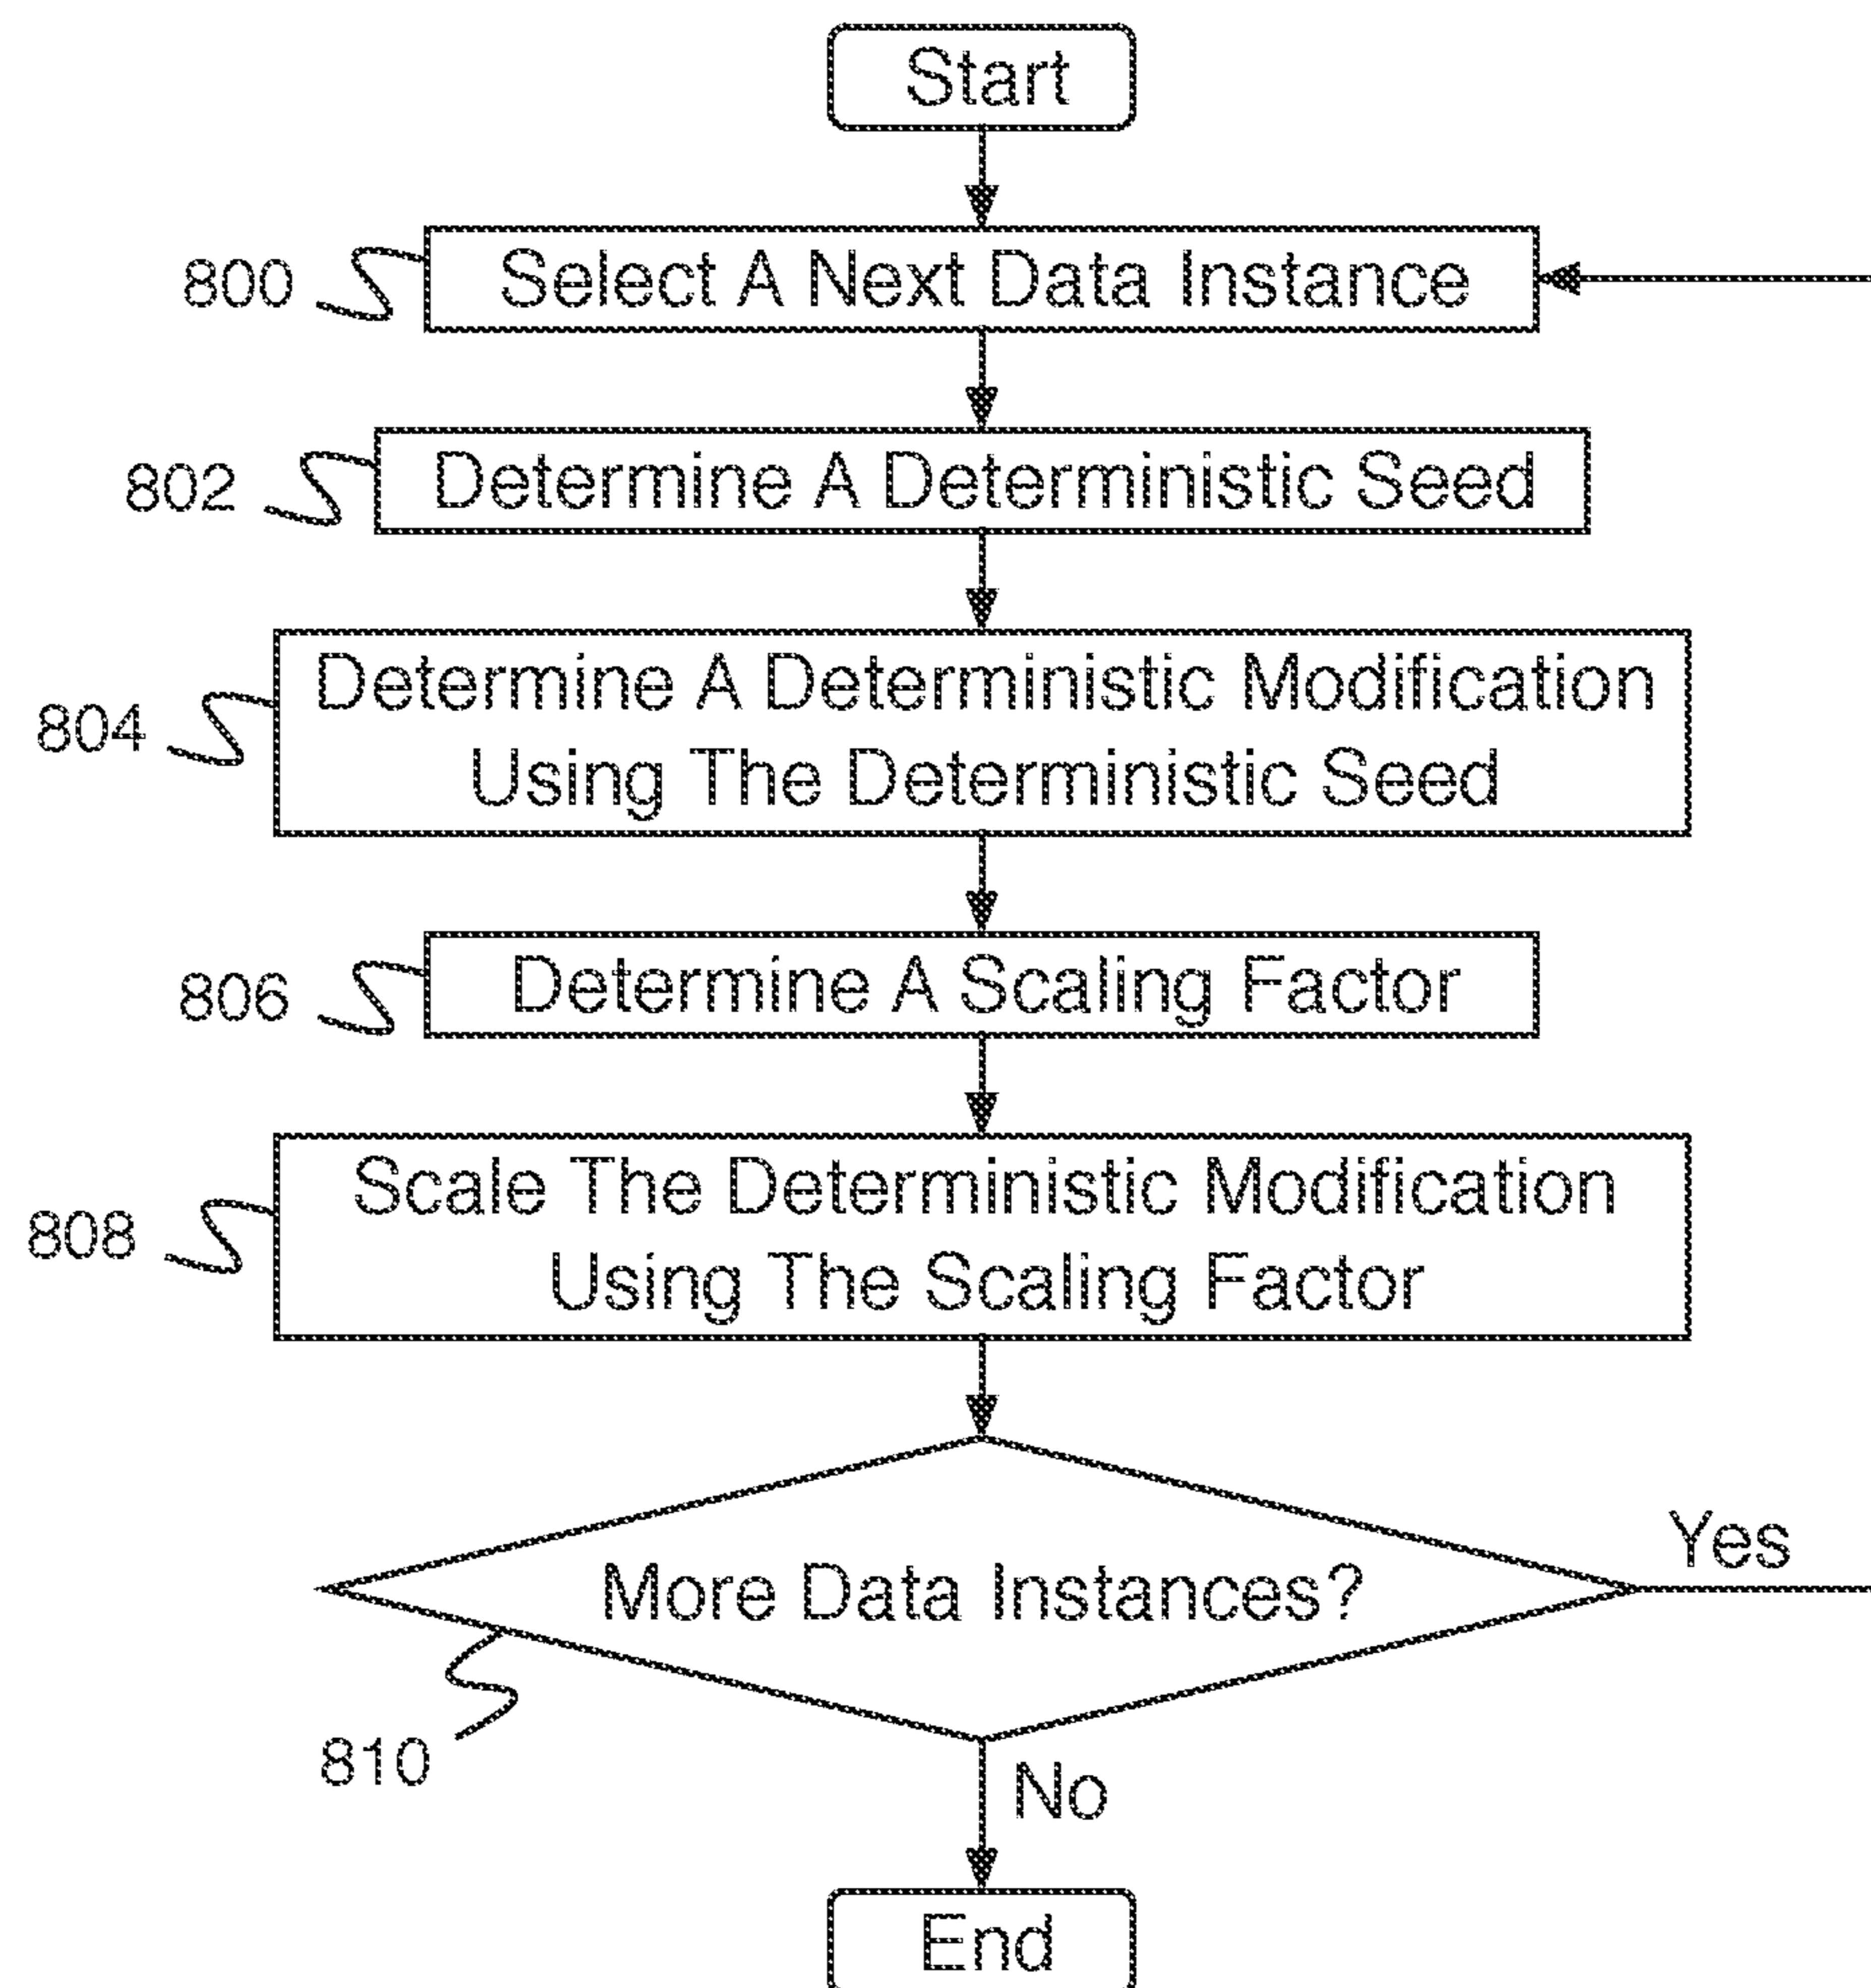 Start
800
Select A Next Data Instance
802
Determine A Deterministic Seed
804
Determine A Deterministic Modification
Using The Deterministic Seed
806
Determine A Scaling Factor
808
Scale The Deterministic Modification
Using The Scaling Factor
More Data Instances?
Yes
810
No
End